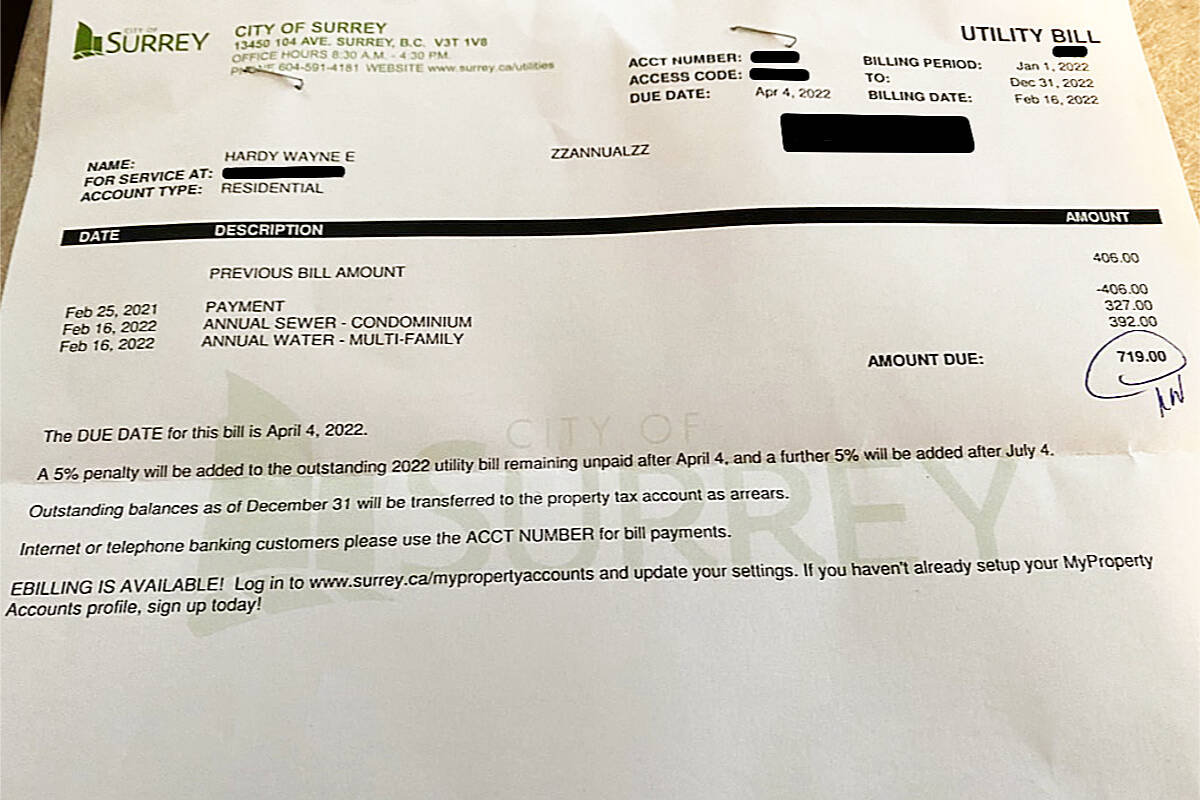 CITY OF
SURREY
CITY OF SURREY
13450 104 AVE. SURREY, B.C. V3T 1V8
OFFICE HOURS 8:30 A.M. - 4:30 P.M.
PHONE 604-591-4181 WEBSITE www.surrey.ca/utilities
UTILITY BILL
ACCT NUMBER:
ACCESS CODE:
DUE DATE: Apr 4, 2022
BILLING PERIOD: Jan 1, 2022
TO: Dec 31, 2022
BILLING DATE: Feb 16, 2022
NAME: HARDY WAYNE E ZZANNUALZZ
FOR SERVICE AT:
ACCOUNT TYPE: RESIDENTIAL
DATE DESCRIPTION AMOUNT
PREVIOUS BILL AMOUNT 406.00
Feb 25, 2021 PAYMENT -406.00
Feb 16, 2022 ANNUAL SEWER - CONDOMINIUM 327.00
Feb 16, 2022 ANNUAL WATER - MULTI-FAMILY 392.00
AMOUNT DUE: 719.00
CITY OF
SURREY
The DUE DATE for this bill is April 4, 2022.
A 5% penalty will be added to the outstanding 2022 utility bill remaining unpaid after April 4, and a further 5% will be added after July 4.
Outstanding balances as of December 31 will be transferred to the property tax account as arrears.
Internet or telephone banking customers please use the ACCT NUMBER for bill payments.
EBILLING IS AVAILABLE! Log in to www.surrey.ca/mypropertyaccounts and update your settings. If you haven't already setup your MyProperty
Accounts profile, sign up today!